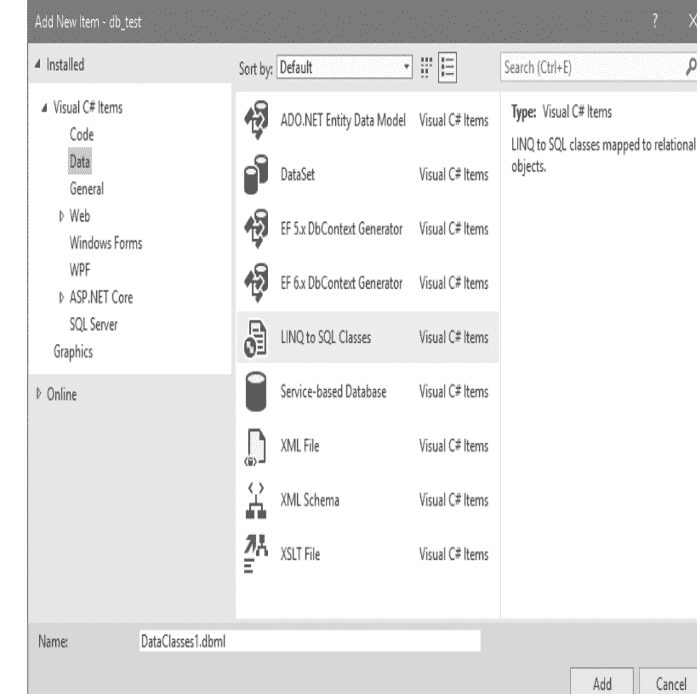 Add New Item - db_test
? X
Installed
Visual C# Items
Code
Data
General
Web
Windows Forms
WPF
ASP.NET Core
SQL Server
Graphics
Online
Sort by: Default
Search (Ctrl+E)
ADO.NET Entity Data Model Visual C# Items
DataSet Visual C# Items
EF 5.x DbContext Generator Visual C# Items
EF 6.x DbContext Generator Visual C# Items
LINQ to SQL Classes Visual C# Items
Service-based Database Visual C# Items
XML File Visual C# Items
XML Schema Visual C# Items
XSLT File Visual C# Items
Type: Visual C# Items
LINQ to SQL classes mapped to relational
objects.
Name: DataClasses1.dbml
Add Cancel